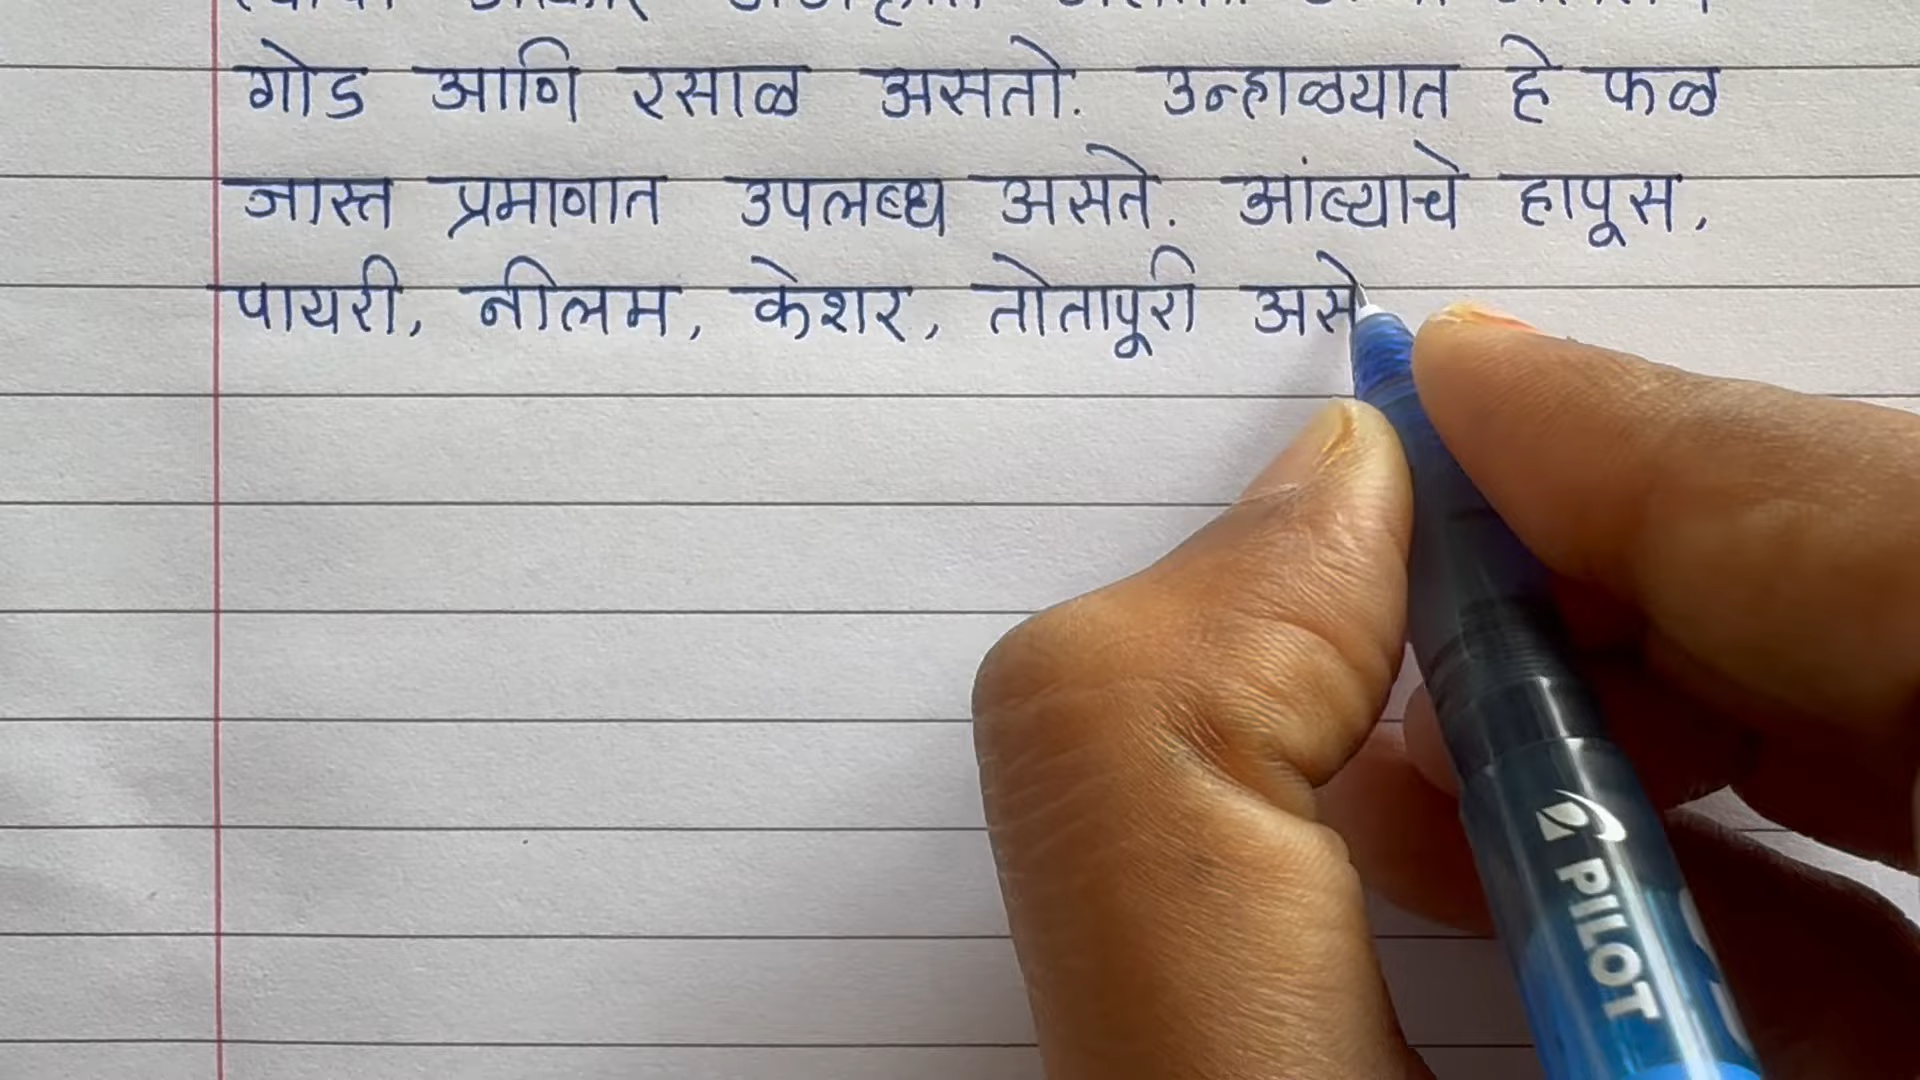 गोड आणि रसाळ असतो. उन्हाळ्यात हे फळ
जास्त प्रमाणात उपलब्ध असते. आंब्याचे हापूस,
पायरी, नीलम, केशर, तोतापूरी असे
PILOT